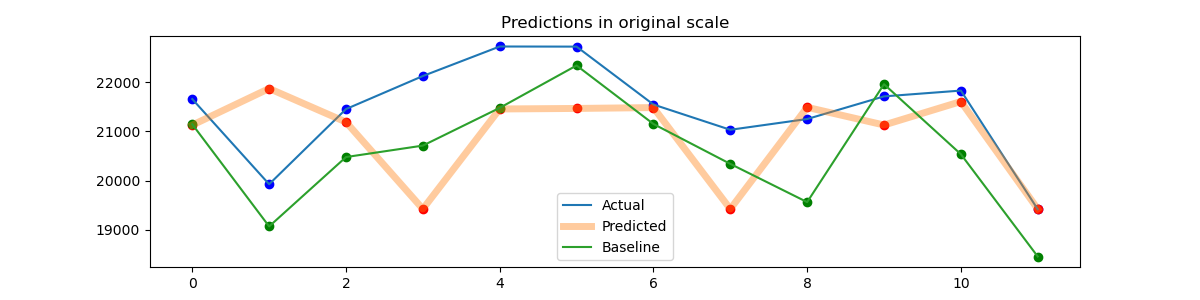 Predictions in original scale
22000
21000
20000
19000
Actual
Predicted
Baseline
0 2 4 6 8 10